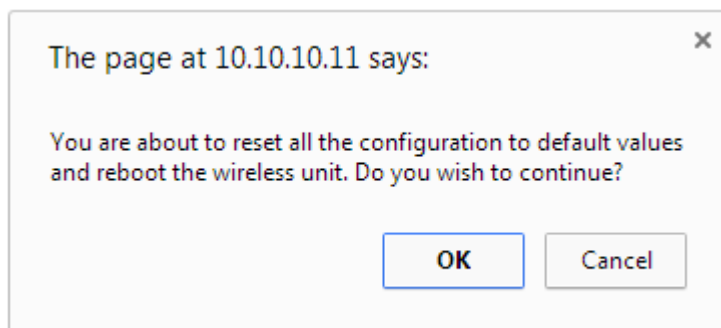 The page at 10.10.10.11 says:
You are about to reset all the configuration to default values
and reboot the wireless unit. Do you wish to continue?
OK
Cancel